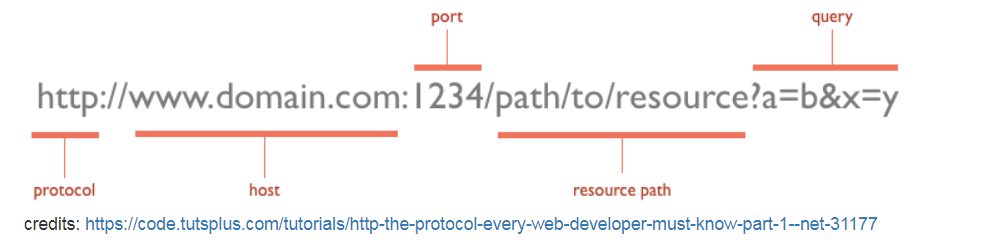 port query
http://www.domain.com:1234/path/to/resource?a=b&x=y
protocol host resource path
credits: https://code.tutsplus.com/tutorials/http-the-protocol-every-web-developer-must-know-part-1--net-31177